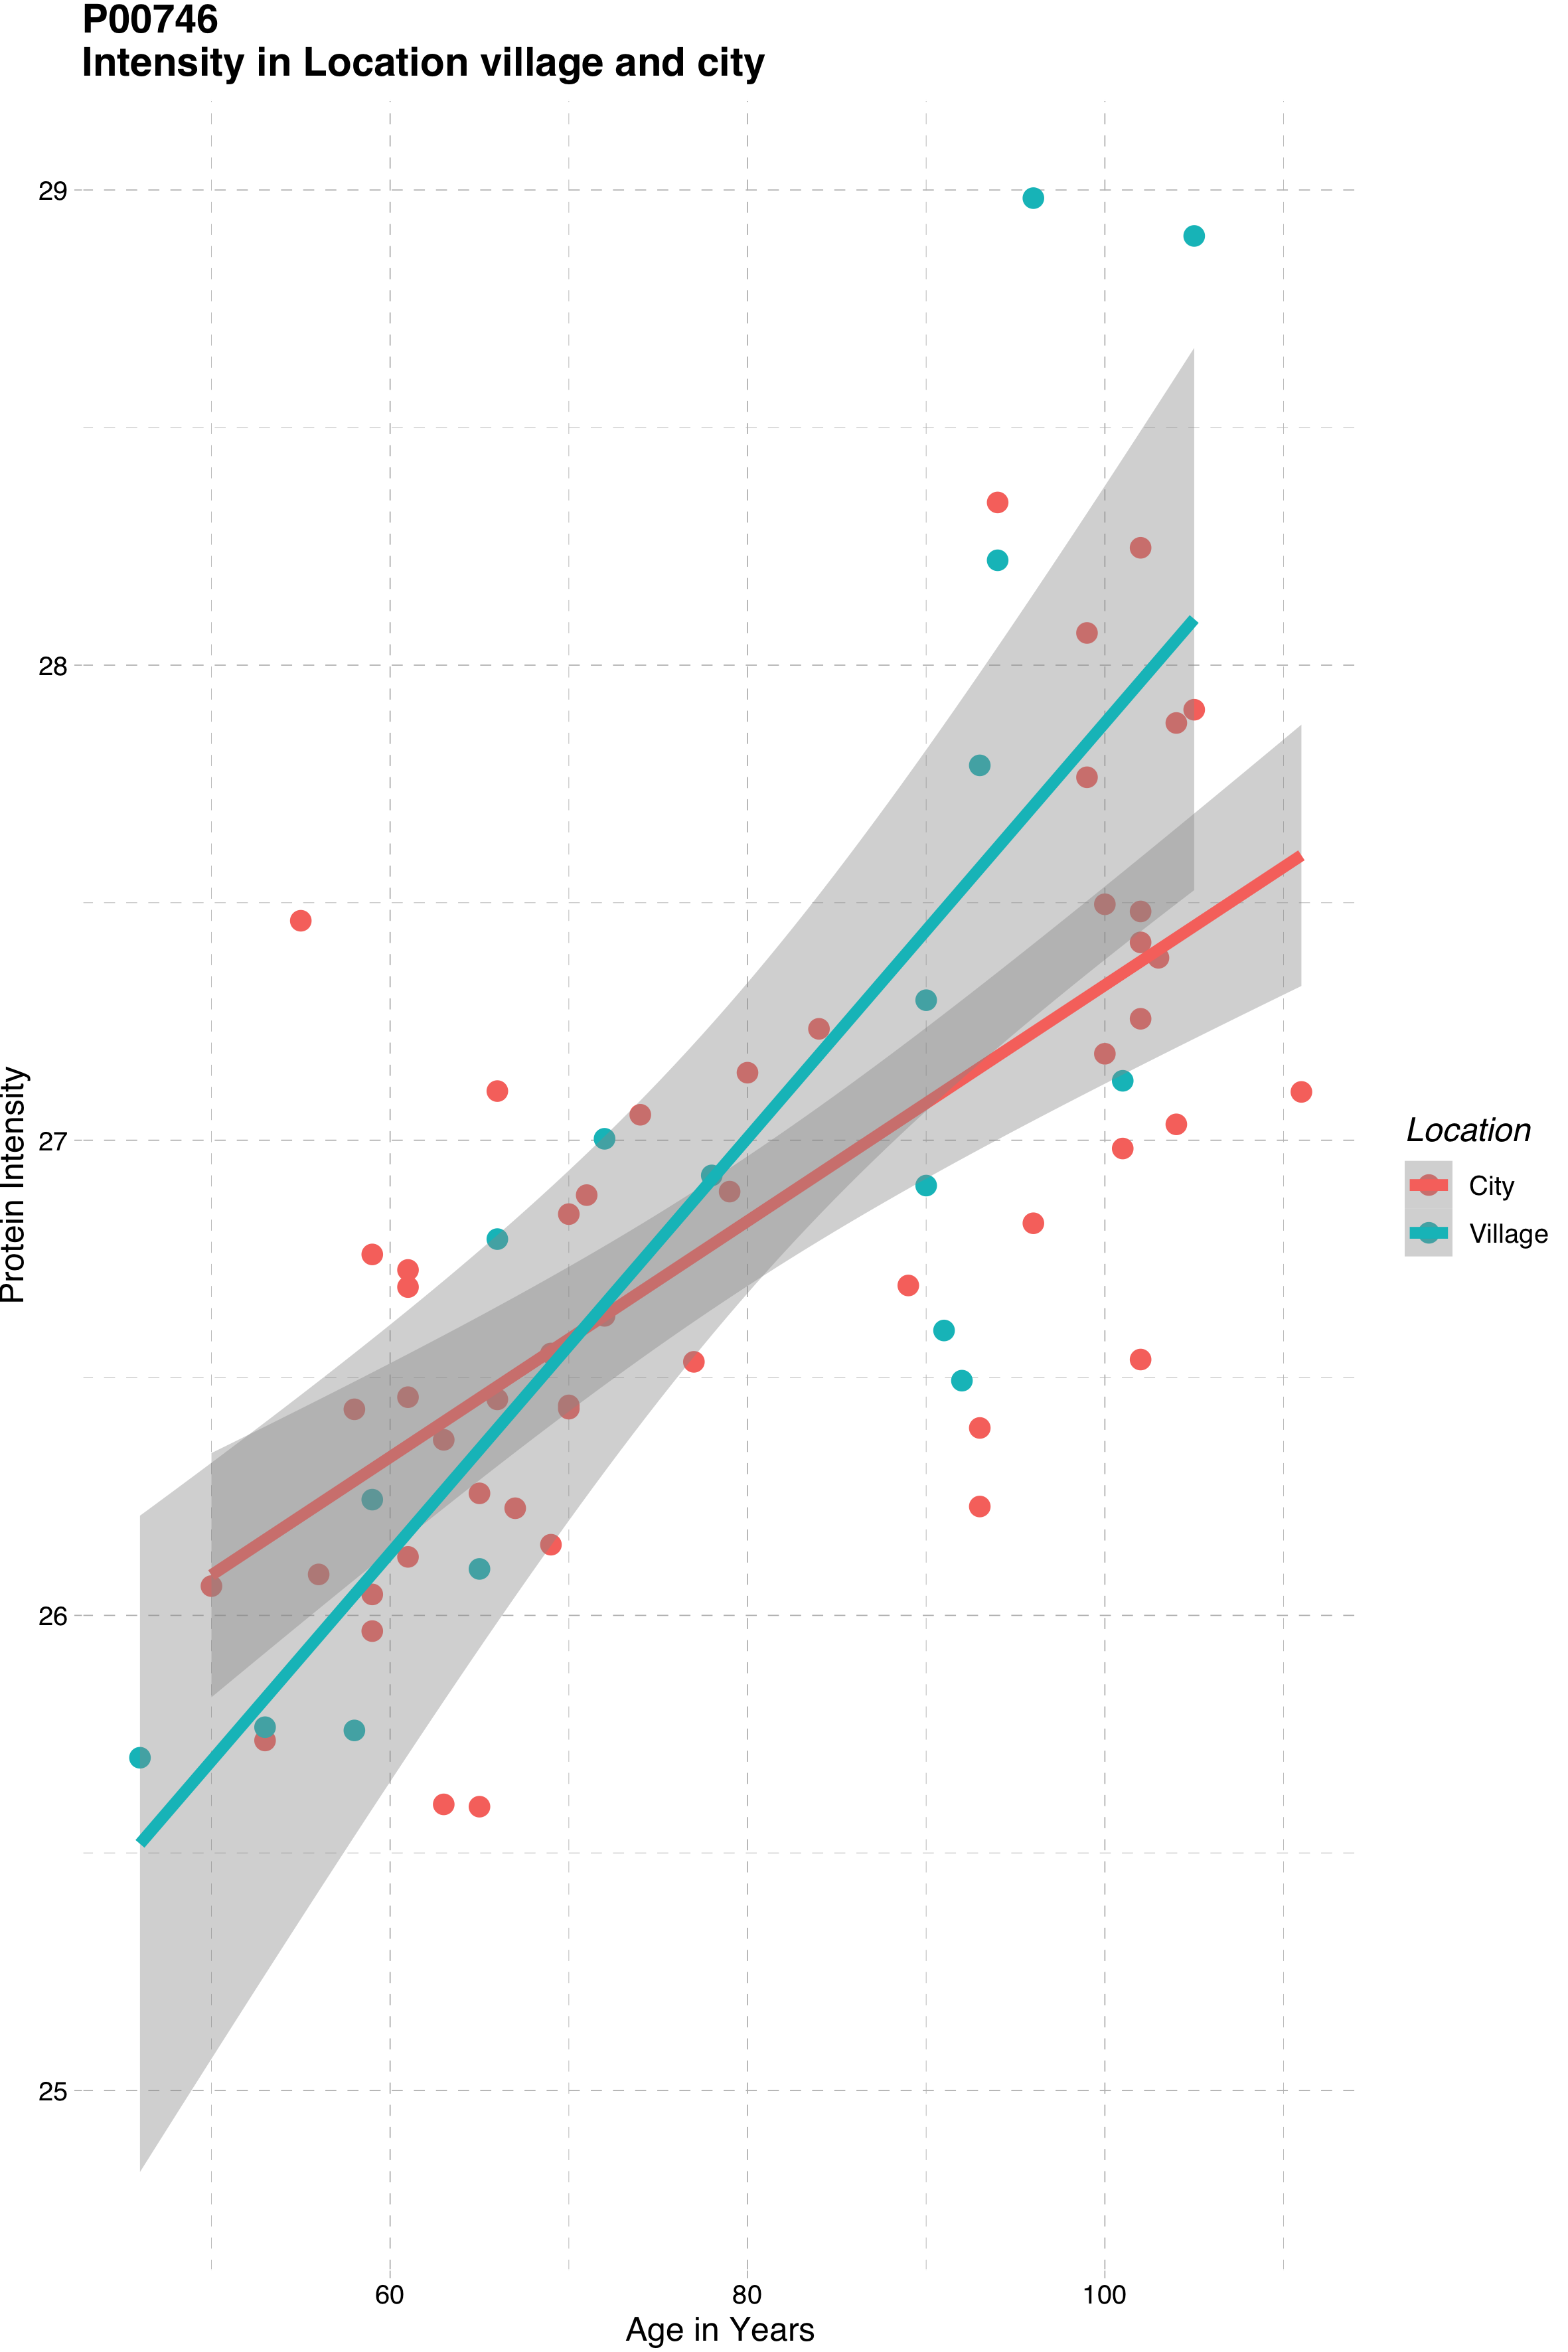 P00746
Intensity in Location village and city
29
28
27
26
25
Protein Intensity
60
80
100
Age in Years
Location
City
Village